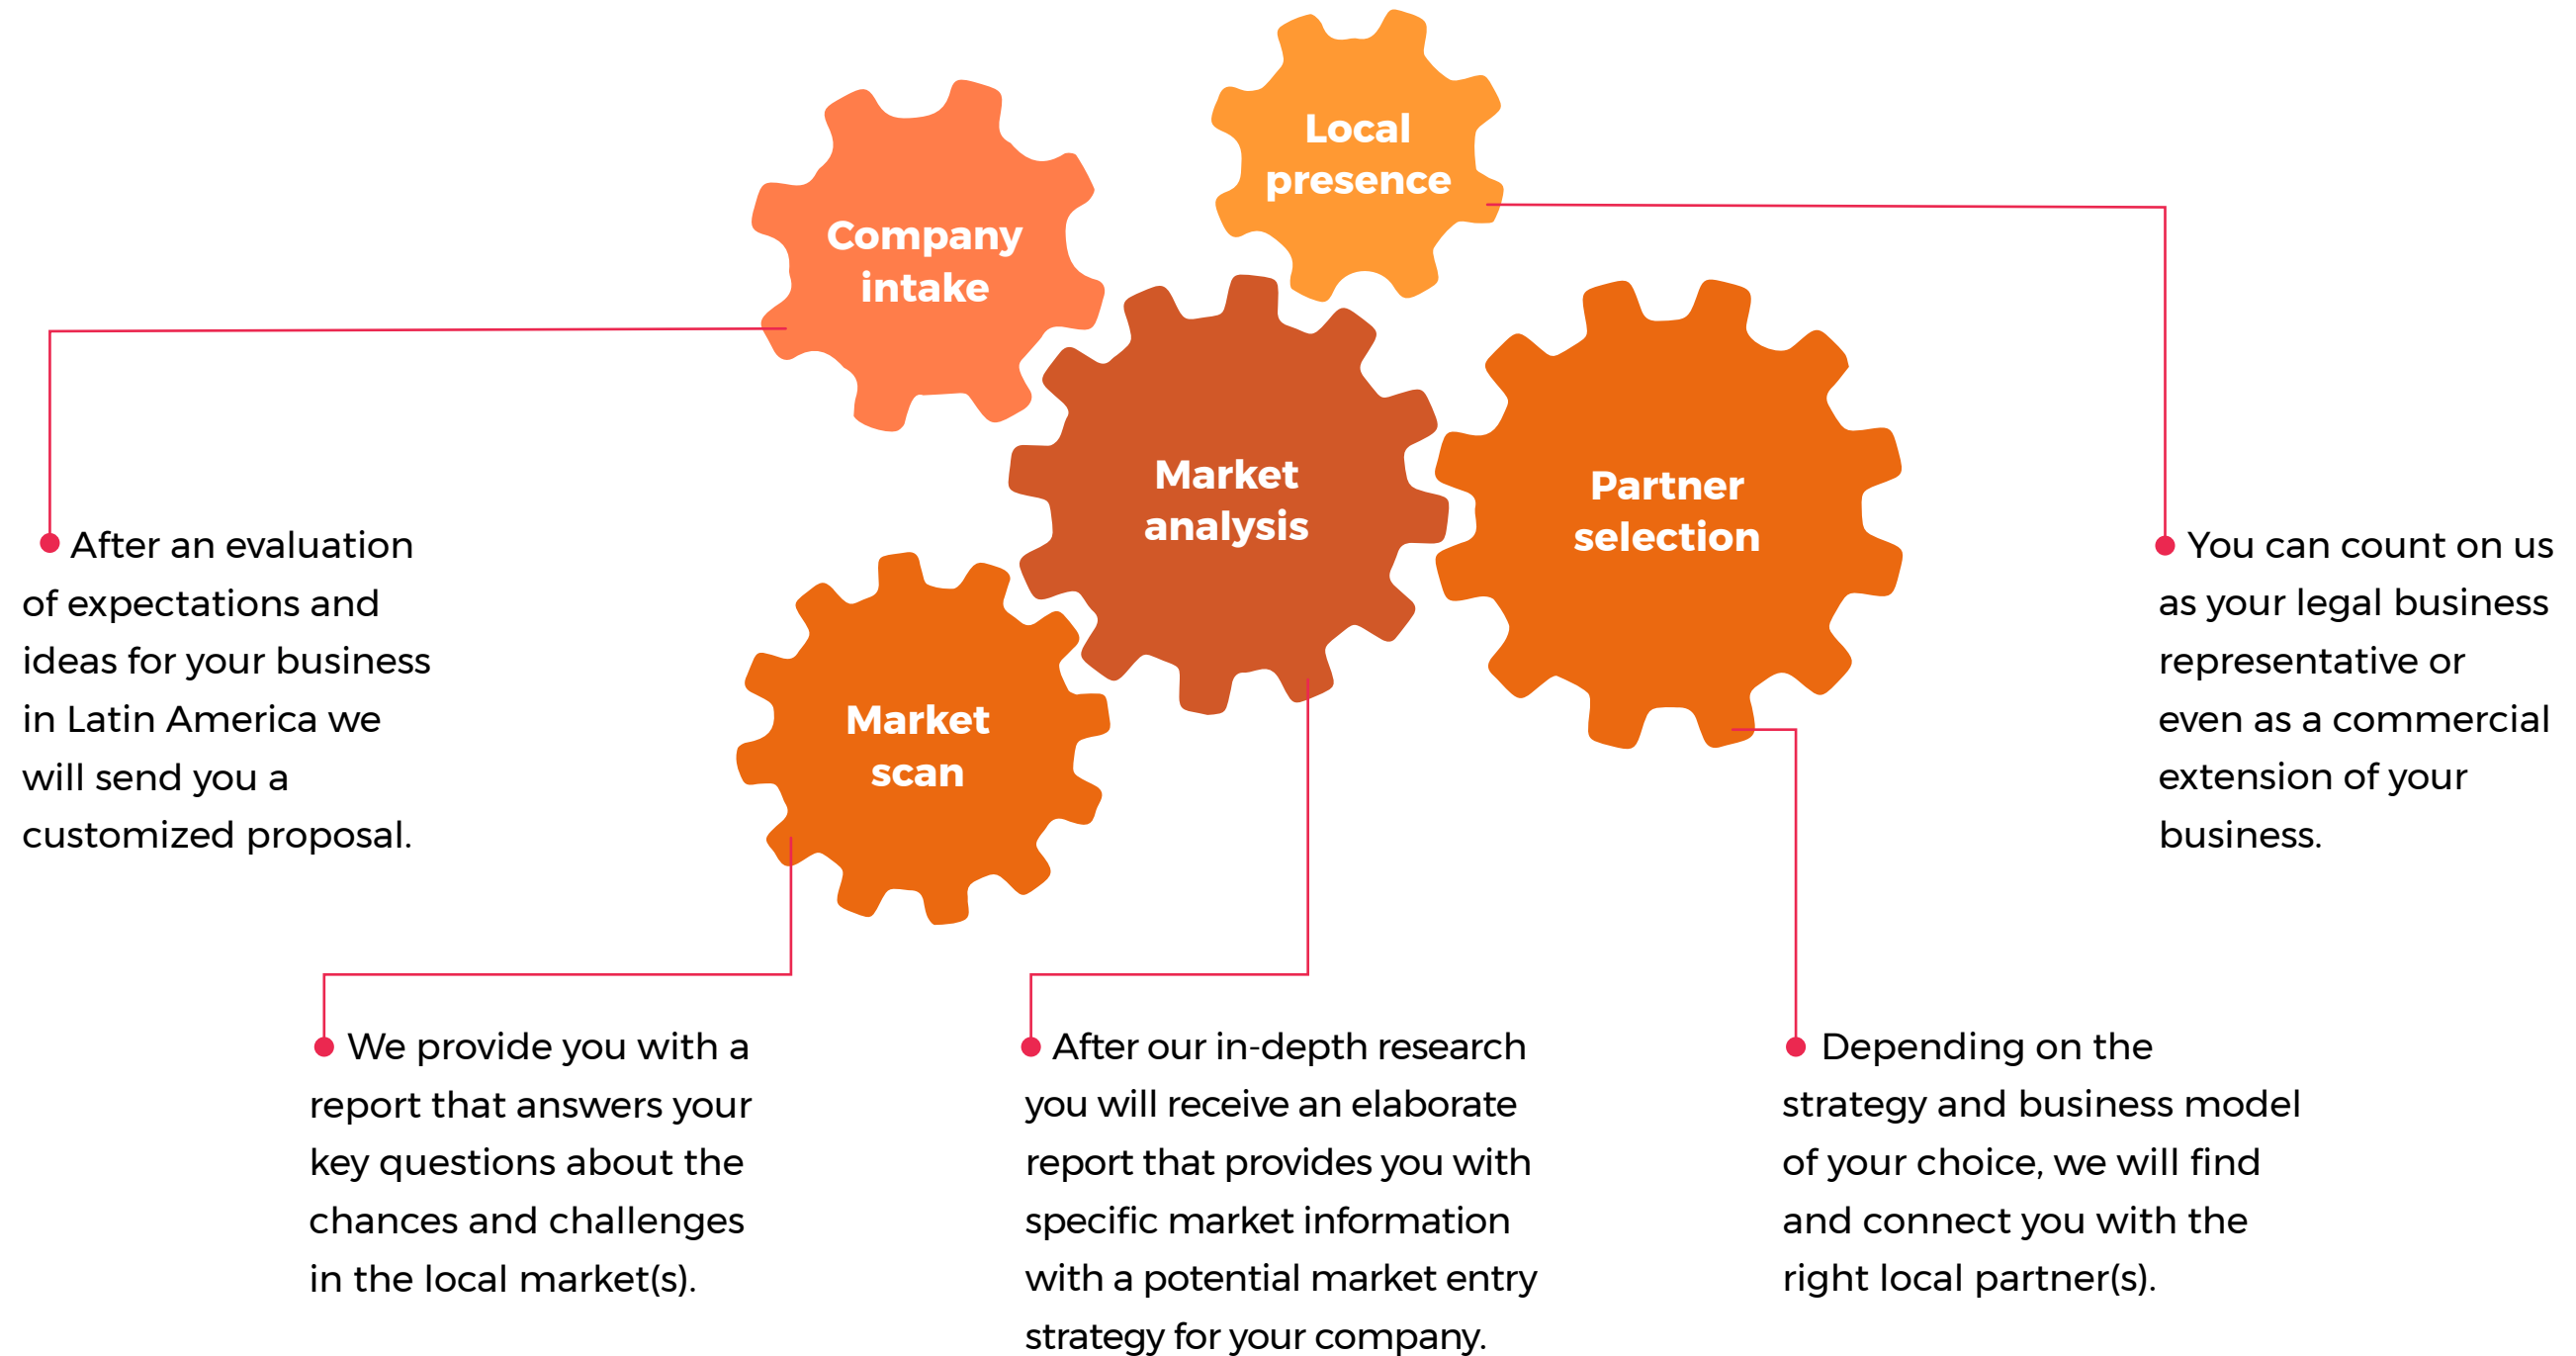 Local
presence
Company
intake
Market
analysis
Partner
selection
Market
scan
After an evaluation
of expectations and
ideas for your business
in Latin America we
will send you a
customized proposal.
You can count on us
as your legal business
representative or
even as a commercial
extension of your
business.
We provide you with a
report that answers your
key questions about the
chances and challenges
in the local market(s).
After our in-depth research
you will receive an elaborate
report that provides you with
specific market information
with a potential market entry
strategy for your company.
Depending on the
strategy and business model
of your choice, we will find
and connect you with the
right local partner(s).